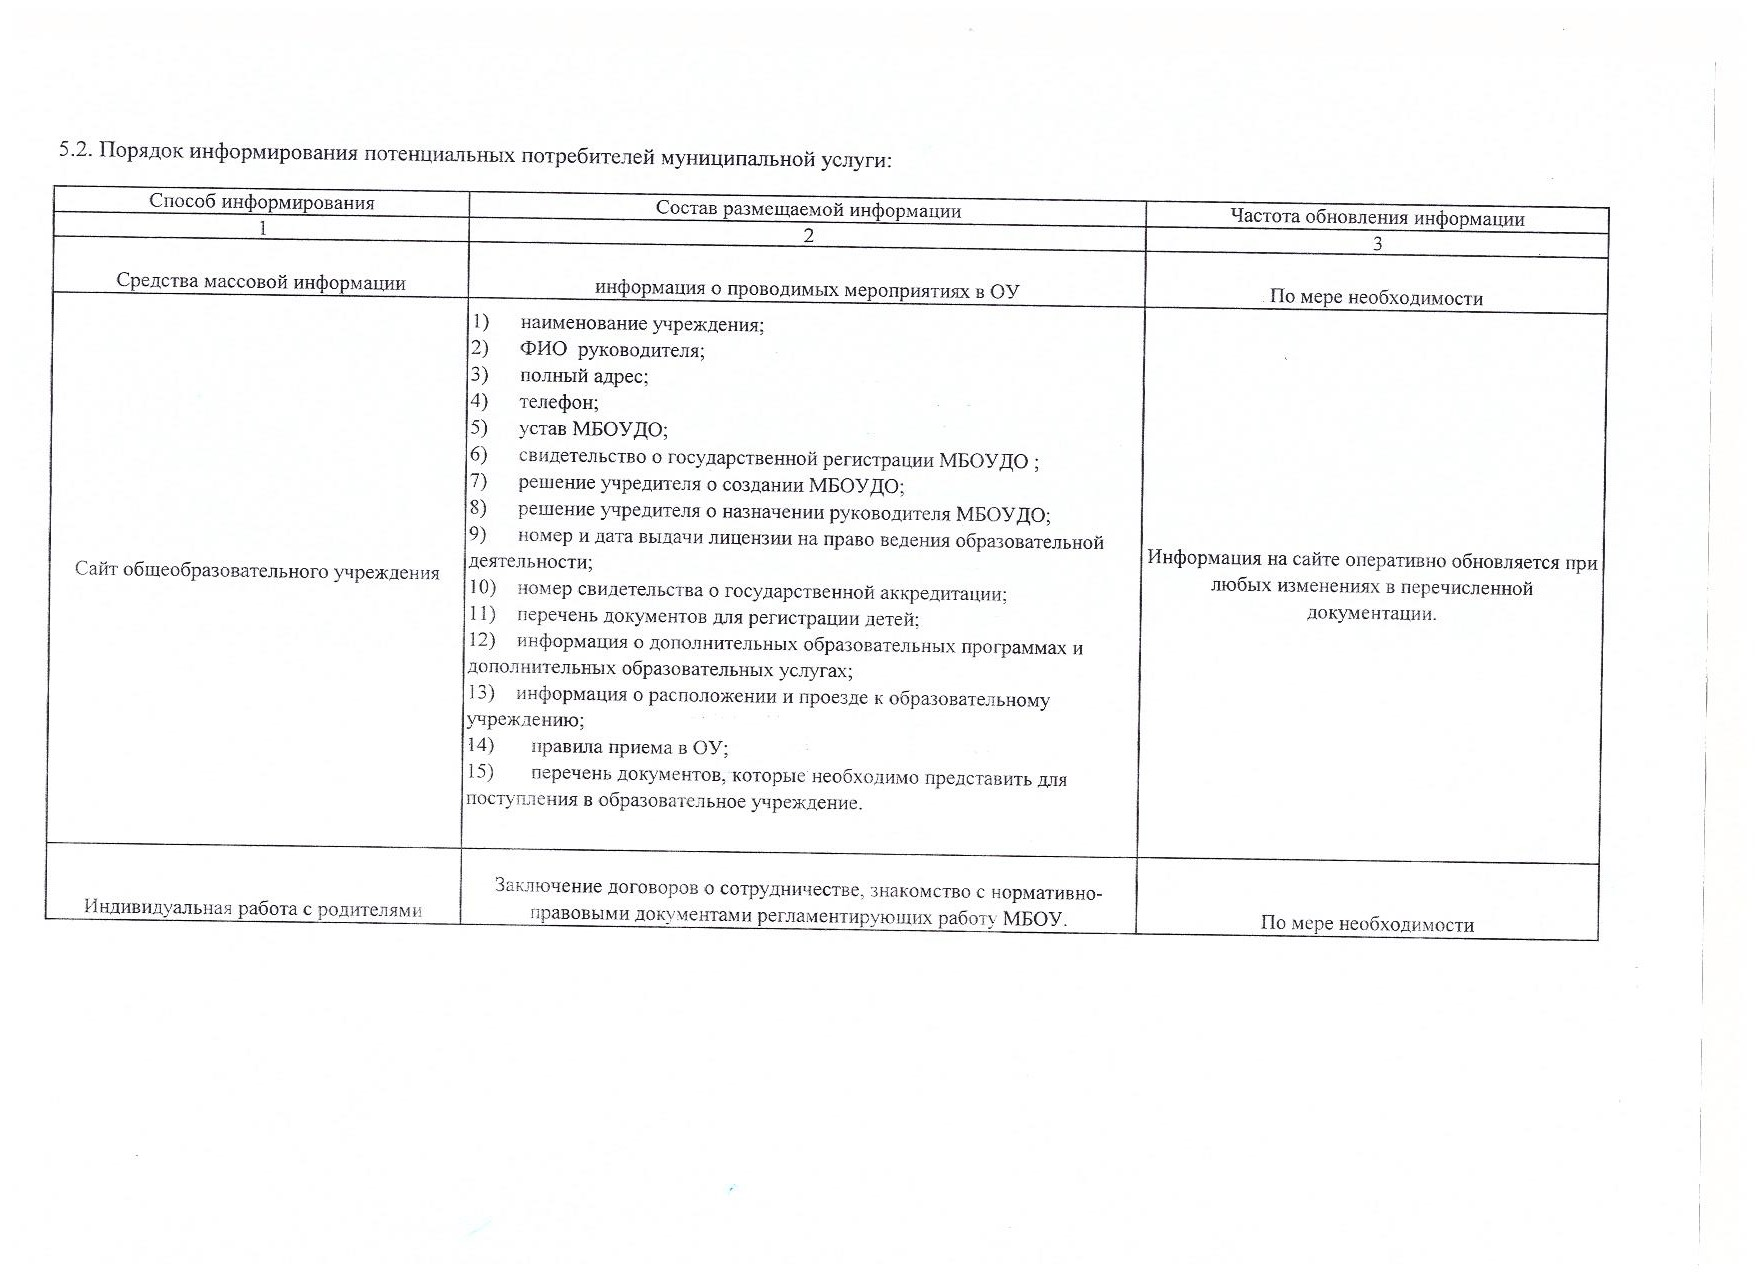 5.2. Порядок информирования потенциальных потребителей муниципальной услуги:
Способ информирования
Состав размещаемой информации
Частота обновления информации
1
2
3
Средства массовой информации
информация о проводимых мероприятиях в ОУ
По мере необходимости
Сайт общеобразовательного учреждения
1) наименование учреждения;
2) ФИО руководителя;
3) полный адрес;
4) телефон;
5) устав МБОУДО;
6) свидетельство о государственной регистрации МБОУДО ;
7) решение учредителя о создании МБОУДО;
8) решение учредителя о назначении руководителя МБОУДО;
9) номер и дата выдачи лицензии на право ведения образовательной
деятельности;
10) номер свидетельства о государственной аккредитации;
11) перечень документов для регистрации детей;
12) информация о дополнительных образовательных программах и
дополнительных образовательных услугах;
13) информация о расположении и проезде к образовательному
учреждению;
14) правила приема в ОУ;
15) перечень документов, которые необходимо представить для
поступления в образовательное учреждение.
Информация на сайте оперативно обновляется при
любых изменениях в перечисленной
документации.
Индивидуальная работа с родителями
Заключение договоров о сотрудничестве, знакомство с нормативно-
правовыми документами регламентирующих работу МБОУ.
По мере необходимости